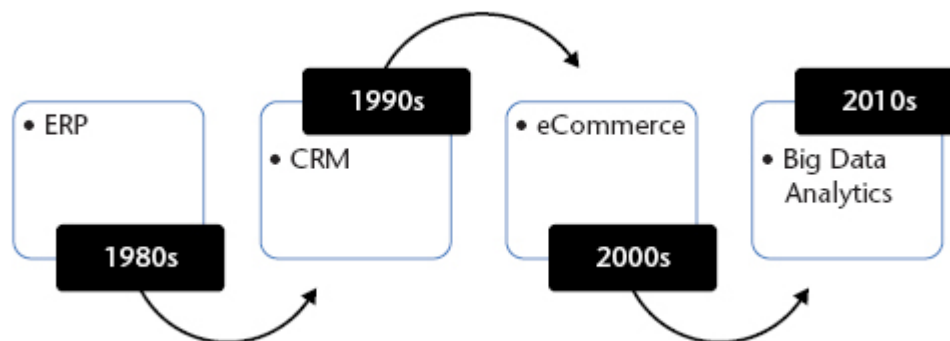 • ERP
1980s
1990s
• CRM
• eCommerce
2000s
2010s
• Big Data
Analytics